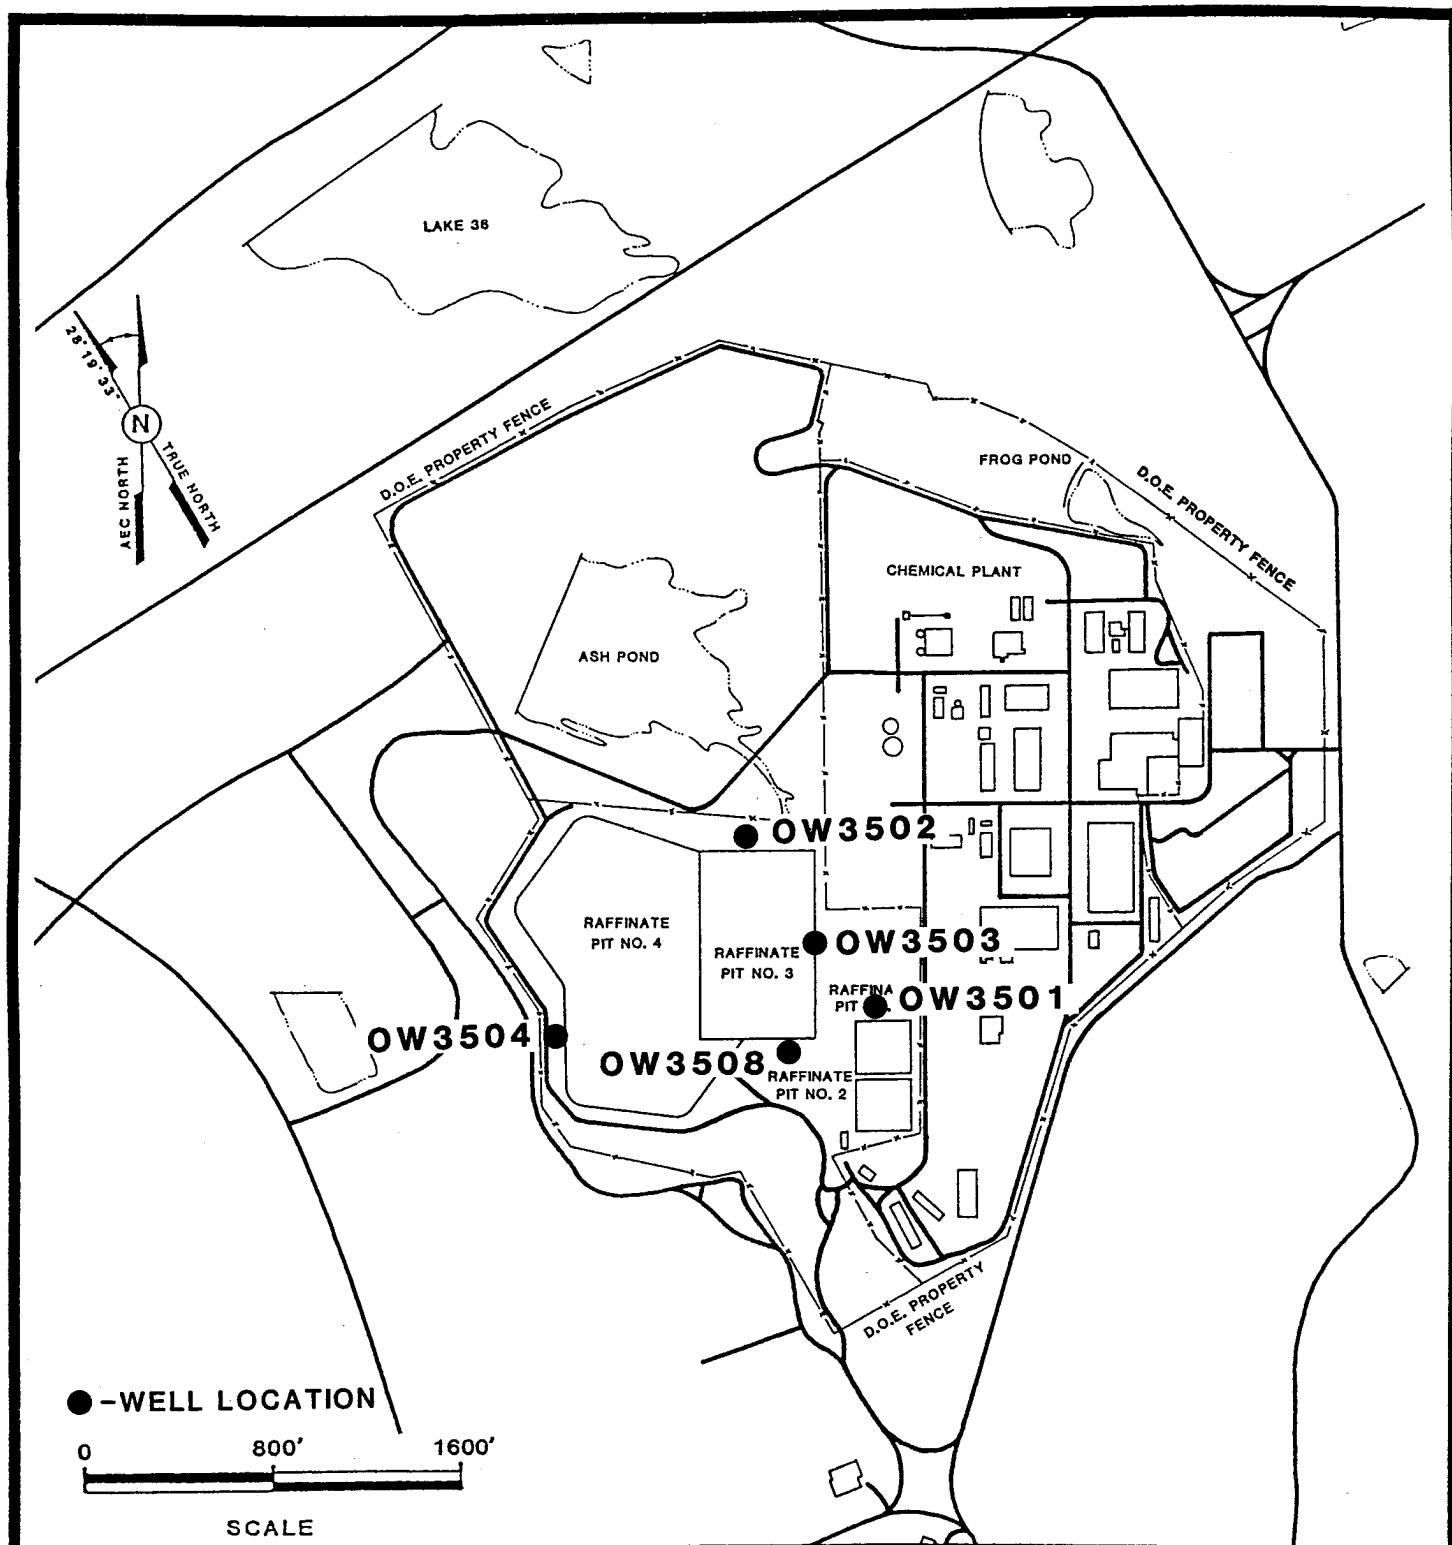 LAKE 36
28° 19' 33"
N
AEC NORTH
TRUE NORTH
D.O.E. PROPERTY FENCE
FROG POND
D.O.E. PROPERTY FENCE
CHEMICAL PLANT
ASH POND
OW3502
RAFFINATE
PIT NO. 4
RAFFINATE
PIT NO. 3
OW3503
RAFFINA
PIT
OW3501
OW3504
OW3508
RAFFINATE
PIT NO. 2
D.O.E. PROPERTY
FENCE
-WELL LOCATION
0 800' 1600'
SCALE